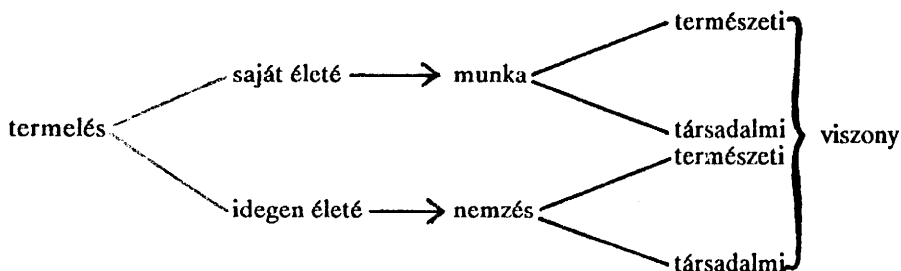 természeti
saját életé munka
társadalmi
termelés viszony
természeti
idegen életé nemzés
társadalmi